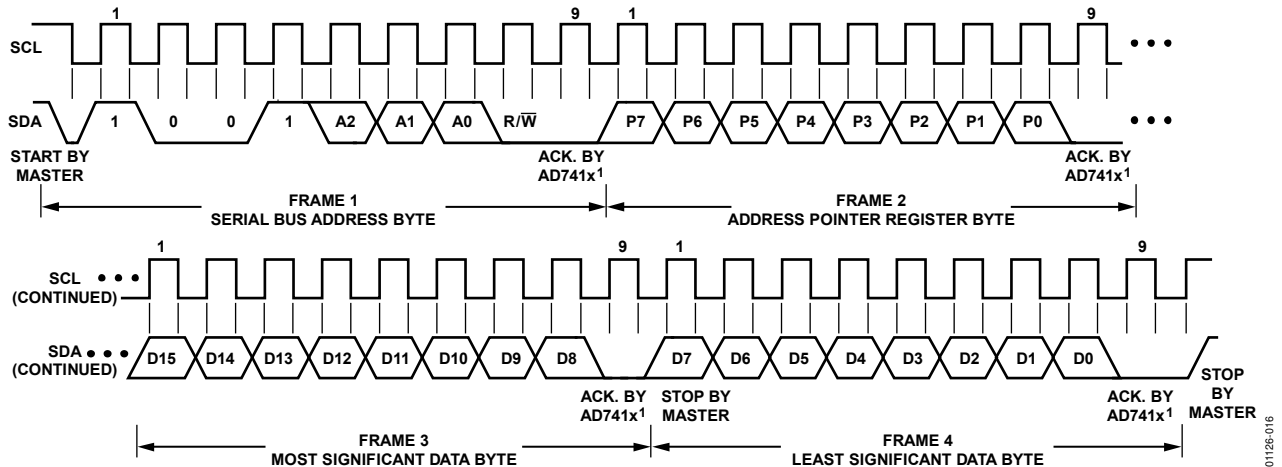 1 9 1 9
SCL
SDA 1 0 0 1 A2 A1 A0 R/W̅ P7 P6 P5 P4 P3 P2 P1 P0
START BY MASTER
ACK. BY AD741x¹
ACK. BY AD741x¹
FRAME 1
SERIAL BUS ADDRESS BYTE
FRAME 2
ADDRESS POINTER REGISTER BYTE
1 9 1 9
SCL
(CONTINUED)
SDA
(CONTINUED)
D15 D14 D13 D12 D11 D10 D9 D8 D7 D6 D5 D4 D3 D2 D1 D0
ACK. BY AD741x¹
STOP BY MASTER
ACK. BY AD741x¹
STOP BY MASTER
FRAME 3
MOST SIGNIFICANT DATA BYTE
FRAME 4
LEAST SIGNIFICANT DATA BYTE
01126-016